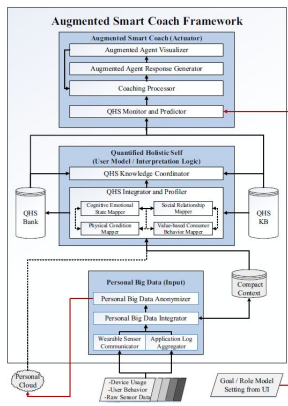 Augmented Smart Coach Framework
Augmented Smart Coach (Actuator)
Augmented Agent Visualizer
Augmented Agent Response Generator
Coaching Processor
QHS Monitor and Predictor
Quantified Holistic Self
(User Model / Interpretation Logic)
QHS Knowledge Coordinator
QHS Integrator and Profiler
Cognitive Emotional
State Mapper
Social Relationship
Mapper
Physical Condition
Mapper
Value-based Consumer
Behavior Mapper
QHS
Bank
QHS
KB
Personal Big Data (Input)
Personal Big Data Anonymizer
Personal Big Data Integrator
Wearable Sensor
Communicator
Application Log
Aggregator
Compact
Context
Personal
Cloud
-Device Usage
-User Behavior
-Raw Sensor Data
Goal / Role Model
Setting from UI